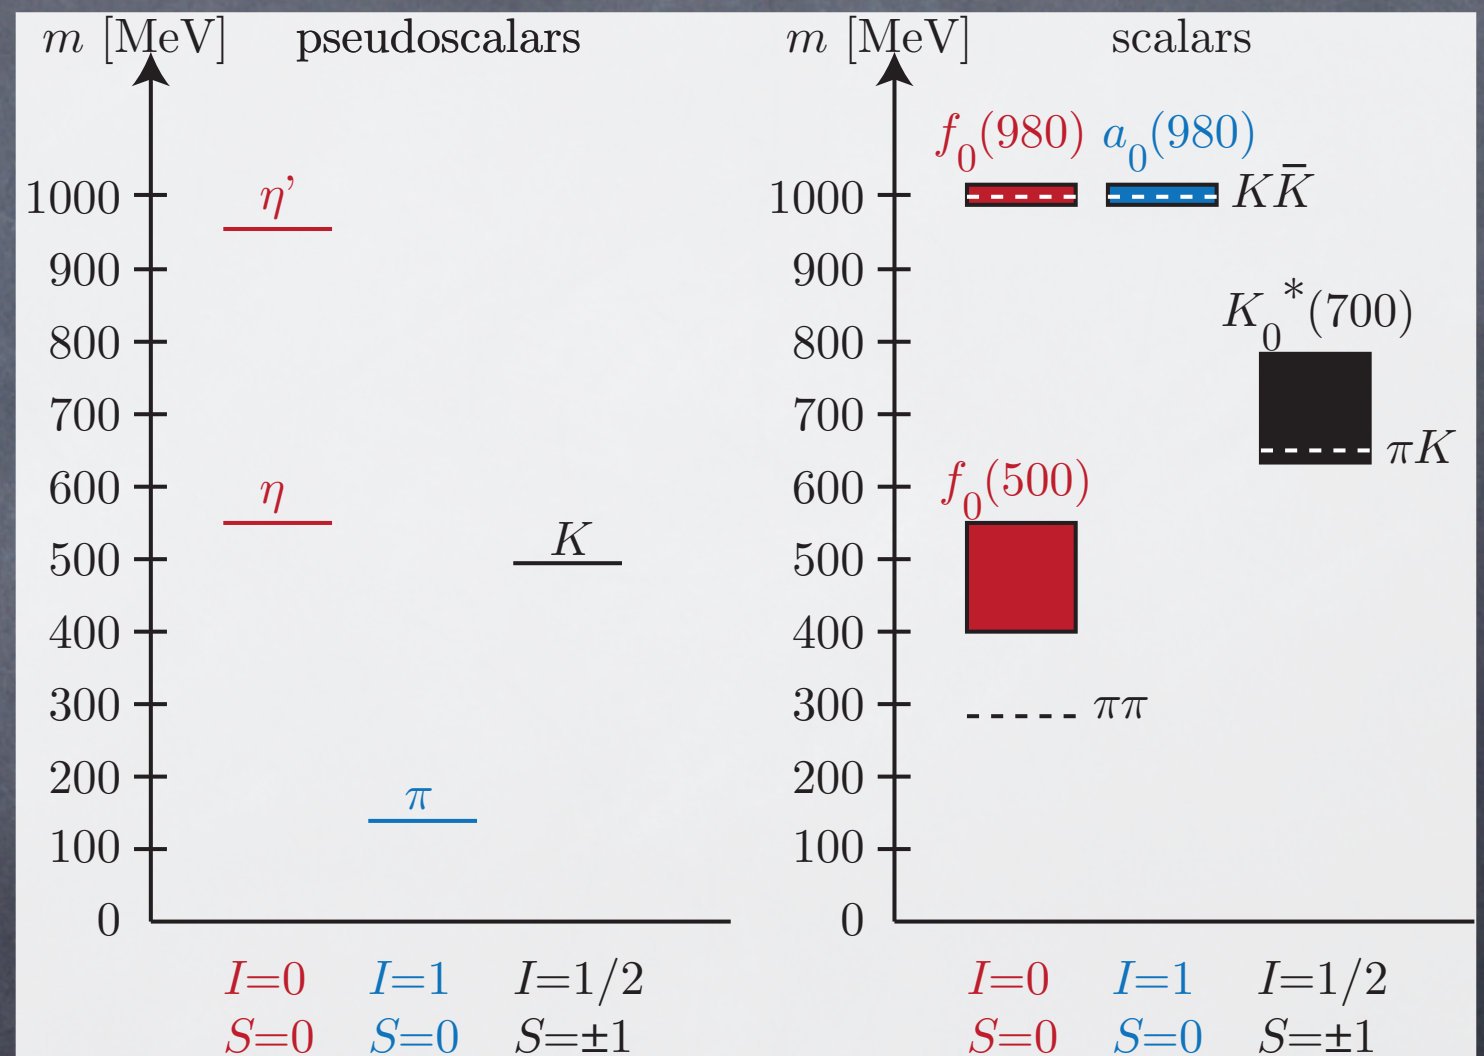 m [MeV] pseudoscalars
1000
900
800
700
600
500
400
300
200
100
0
η’
η
K
π
I=0 I=1 I=1/2
S=0 S=0 S=±1
m [MeV] scalars
1000
900
800
700
600
500
400
300
200
100
0
f₀(980) a₀(980)
KK̄
K₀*(700)
πK
f₀(500)
ππ
I=0 I=1 I=1/2
S=0 S=0 S=±1